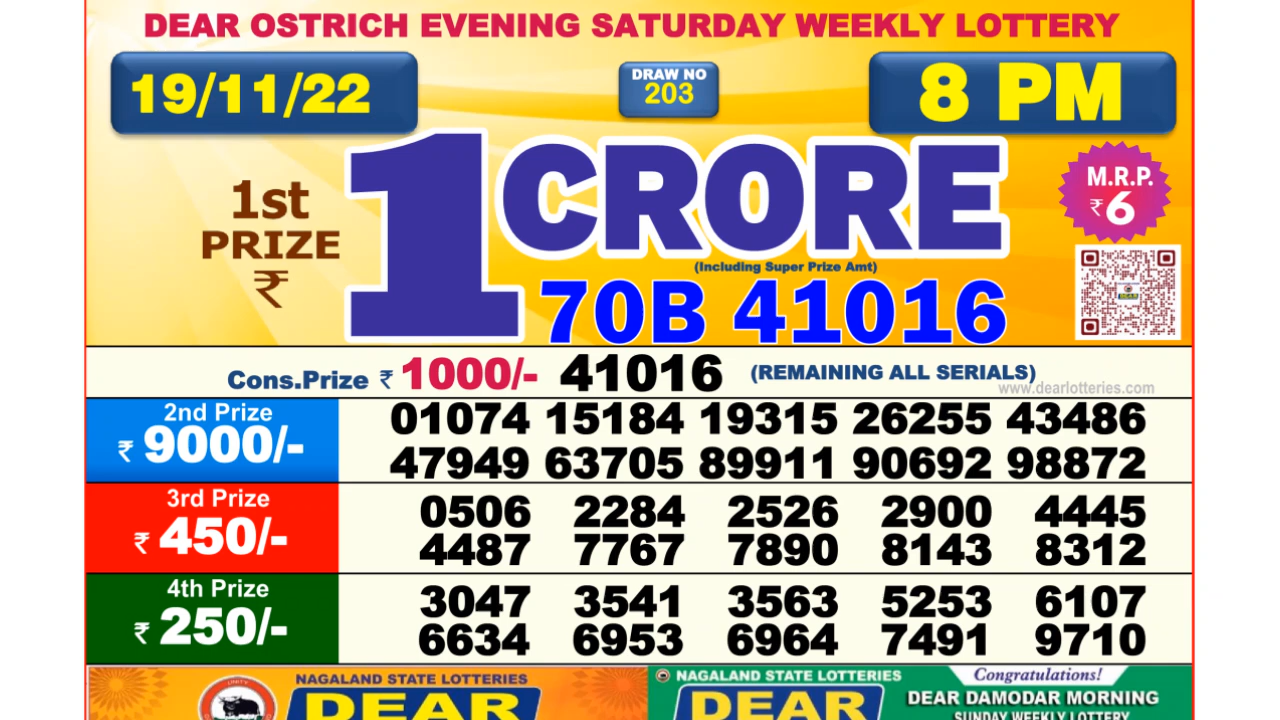 DEAR OSTRICH EVENING SATURDAY WEEKLY LOTTERY
19/11/22
DRAW NO
203
8 PM
1st
PRIZE
₹
1 CRORE
(Including Super Prize Amt)
70B 41016
M.R.P.
₹6
DEAR
Cons.Prize ₹ 1000/- 41016 (REMAINING ALL SERIALS)
www.dearlotteries.com
2nd Prize
₹ 9000/-
01074 15184 19315 26255 43486
47949 63705 89911 90692 98872
3rd Prize
₹ 450/-
0506 2284 2526 2900 4445
4487 7767 7890 8143 8312
4th Prize
₹ 250/-
3047 3541 3563 5253 6107
6634 6953 6964 7491 9710
UNITY
NAGALAND STATE LOTTERIES
DEAR
NAGALAND STATE LOTTERIES
DEAR
Congratulations!
DEAR DAMODAR MORNING
SUNDAY WEEKLY LOTTERY